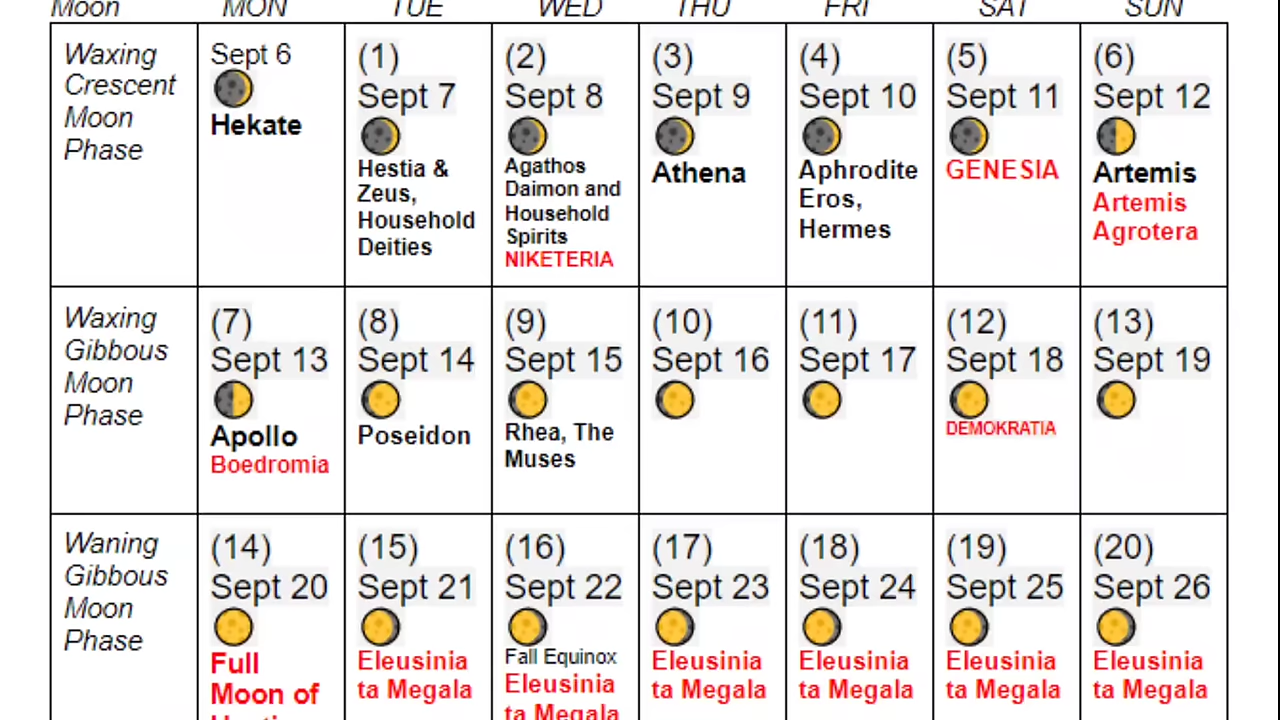 Moon MON TUE WED THU FRI SAT SUN
Waxing
Crescent
Moon
Phase
Sept 6
Hekate
(1)
Sept 7
Hestia &
Zeus,
Household
Deities
(2)
Sept 8
Agathos
Daimon and
Household
Spirits
NIKETERIA
(3)
Sept 9
Athena
(4)
Sept 10
Aphrodite
Eros,
Hermes
(5)
Sept 11
GENESIA
(6)
Sept 12
Artemis
Artemis
Agrotera
Waxing
Gibbous
Moon
Phase
(7)
Sept 13
Apollo
Boedromia
(8)
Sept 14
Poseidon
(9)
Sept 15
Rhea, The
Muses
(10)
Sept 16
(11)
Sept 17
(12)
Sept 18
DEMOKRATIA
(13)
Sept 19
Waning
Gibbous
Moon
Phase
(14)
Sept 20
Full
Moon of
(15)
Sept 21
Eleusinia
ta Megala
(16)
Sept 22
Fall Equinox
Eleusinia
ta Megala
(17)
Sept 23
Eleusinia
ta Megala
(18)
Sept 24
Eleusinia
ta Megala
(19)
Sept 25
Eleusinia
ta Megala
(20)
Sept 26
Eleusinia
ta Megala